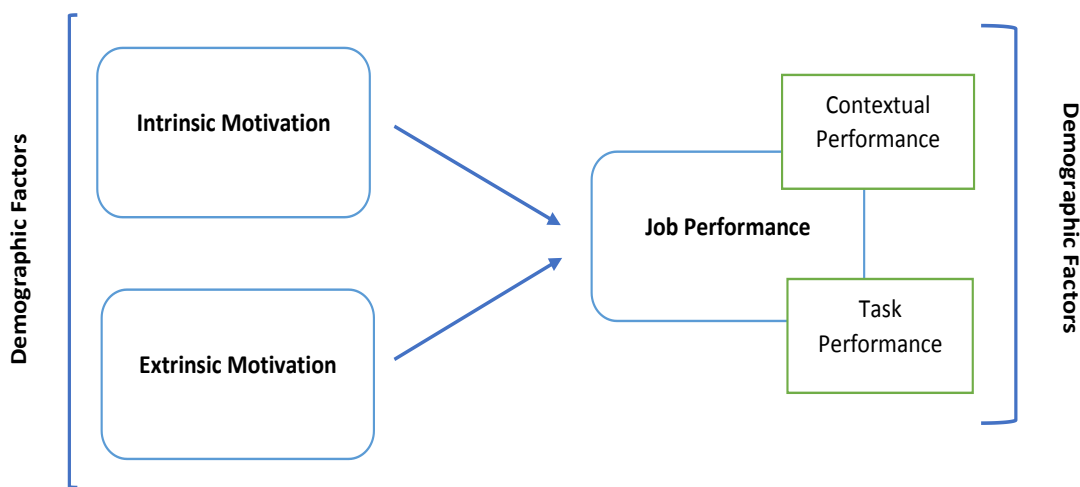 Demographic Factors
Intrinsic Motivation
Extrinsic Motivation
Job Performance
Contextual
Performance
Task
Performance
Demographic Factors